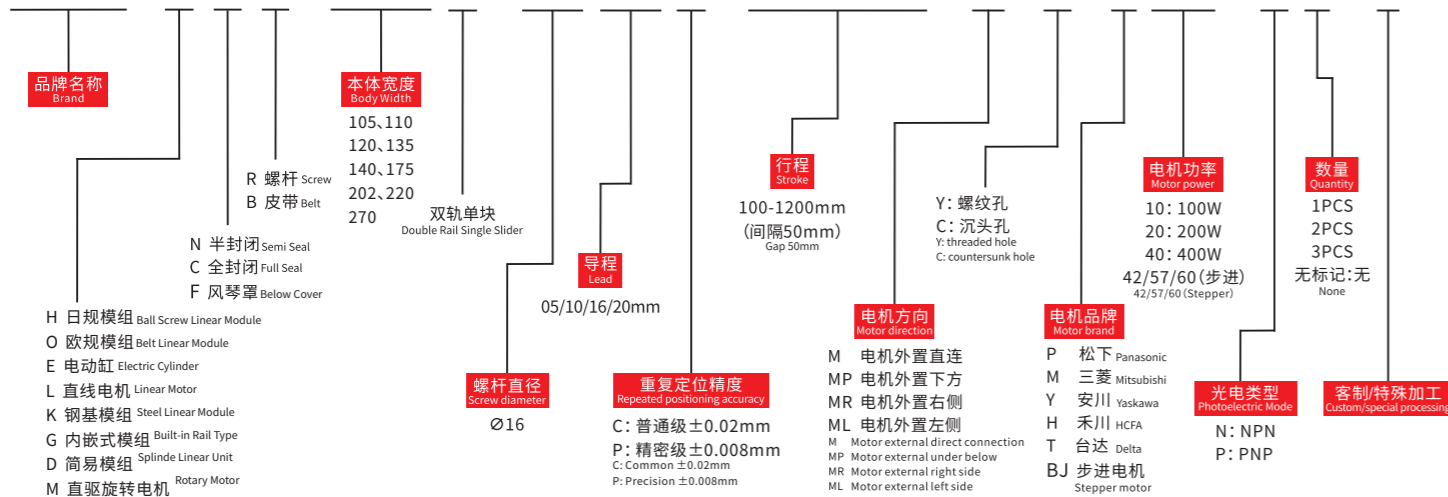 品牌名称
Brand
H 日规模组 Ball Screw Linear Module
O 欧规模组 Belt Linear Module
E 电动缸 Electric Cylinder
L 直线电机 Linear Motor
K 钢基模组 Steel Linear Module
G 内嵌式模组 Built-in Rail Type
D 简易模组 Splinde Linear Unit
M 直驱旋转电机 Rotary Motor
N 半封闭 Semi Seal
C 全封闭 Full Seal
F 风琴罩 Below Cover
R 螺杆 Screw
B 皮带 Belt
本体宽度
Body Width
105、110
120、135
140、175
202、220
270
双轨单块
Double Rail Single Slider
螺杆直径
Screw diameter
Ø16
导程
Lead
05/10/16/20mm
重复定位精度
Repeated positioning accuracy
C：普通级±0.02mm
P：精密级±0.008mm
C: Common ±0.02mm
P: Precision ±0.008mm
行程
Stroke
100-1200mm
(间隔50mm)
Gap 50mm
电机方向
Motor direction
M 电机外置直连
MP 电机外置下方
MR 电机外置右侧
ML 电机外置左侧
M Motor external direct connection
MP Motor external under below
MR Motor external right side
ML Motor external left side
Y：螺纹孔
C：沉头孔
Y: threaded hole
C: countersunk hole
电机品牌
Motor brand
P 松下 Panasonic
M 三菱 Mitsubishi
Y 安川 Yaskawa
H 禾川 HCFA
T 台达 Delta
BJ 步进电机
Stepper motor
电机功率
Motor power
10：100W
20：200W
40：400W
42/57/60(步进)
42/57/60(Stepper)
光电类型
Photoelectric Mode
N：NPN
P：PNP
数量
Quantity
1PCS
2PCS
3PCS
无标记：无
None
客制/特殊加工
Custom/special processing